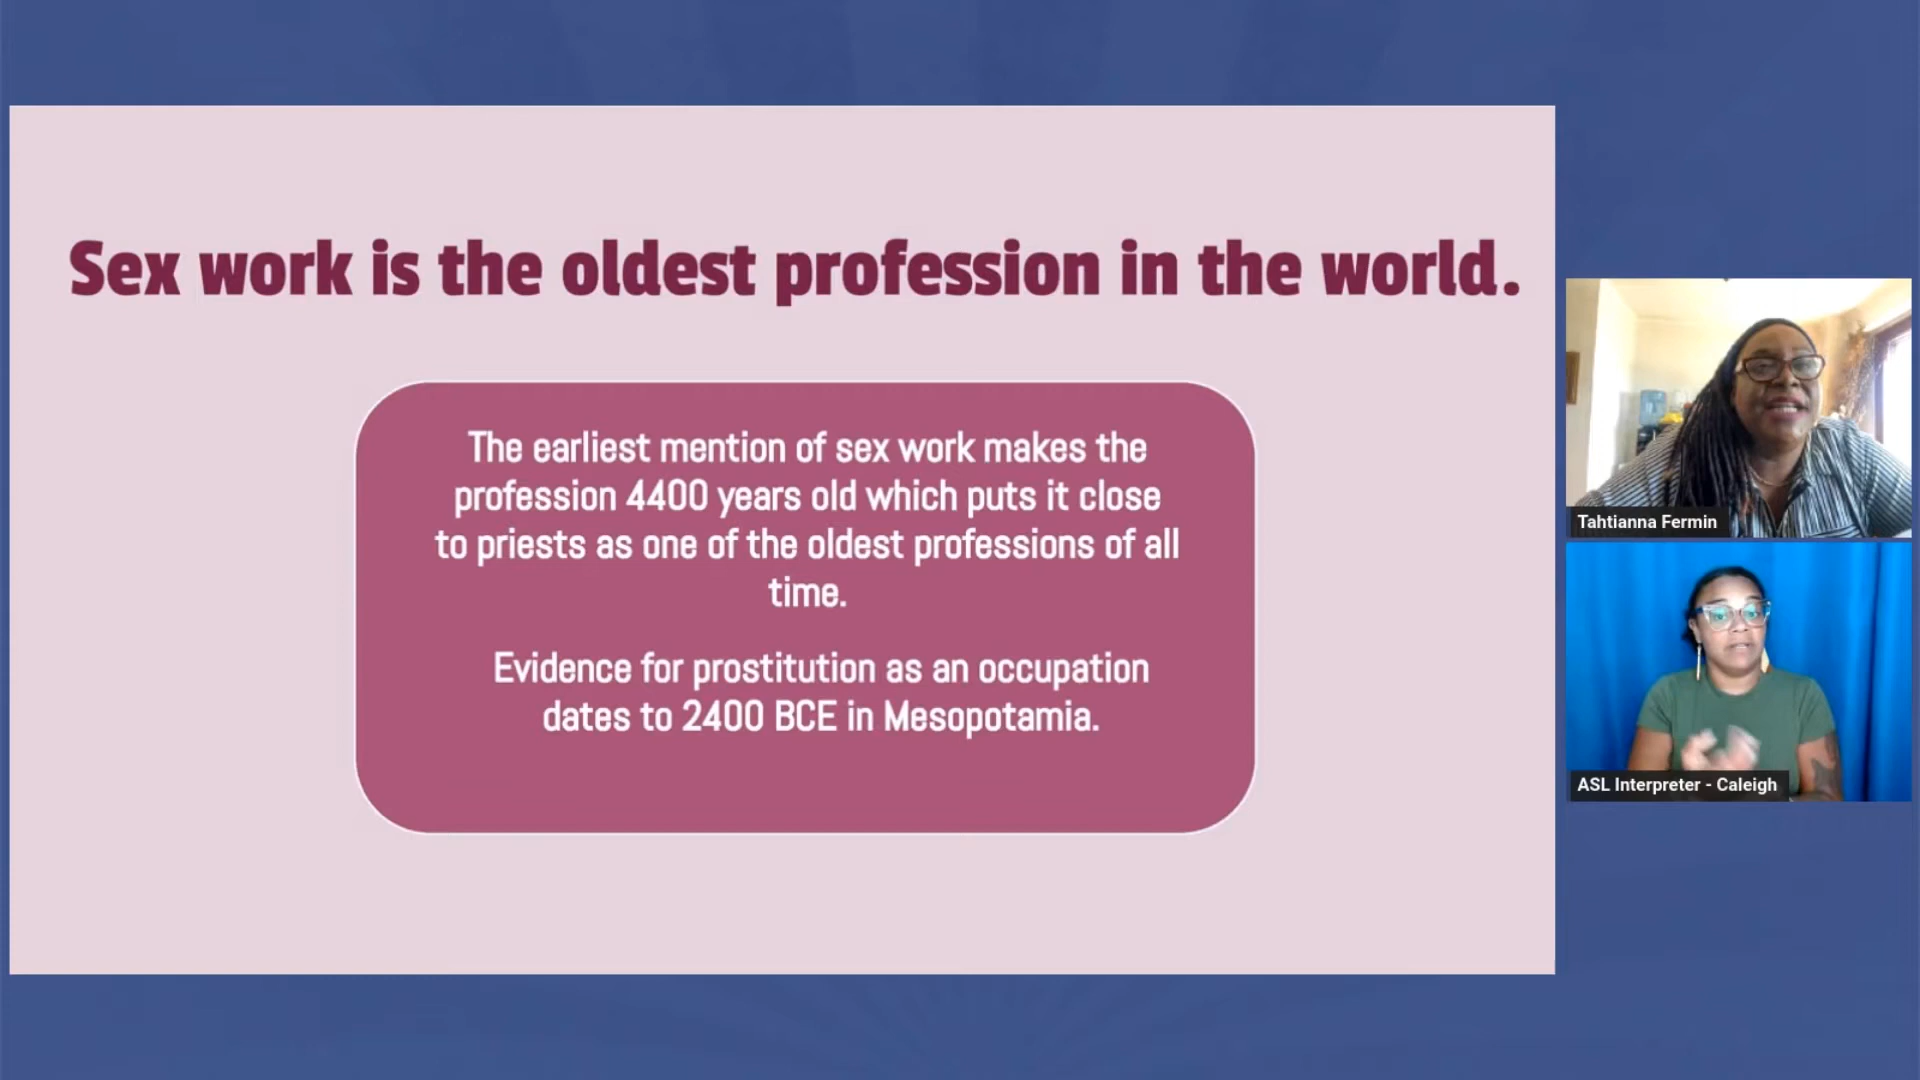 Sex work is the oldest profession in the world.
The earliest mention of sex work makes the
profession 4400 years old which puts it close
to priests as one of the oldest professions of all
time.
Evidence for prostitution as an occupation
dates to 2400 BCE in Mesopotamia.
Tahtianna Fermin
ASL Interpreter - Caleigh